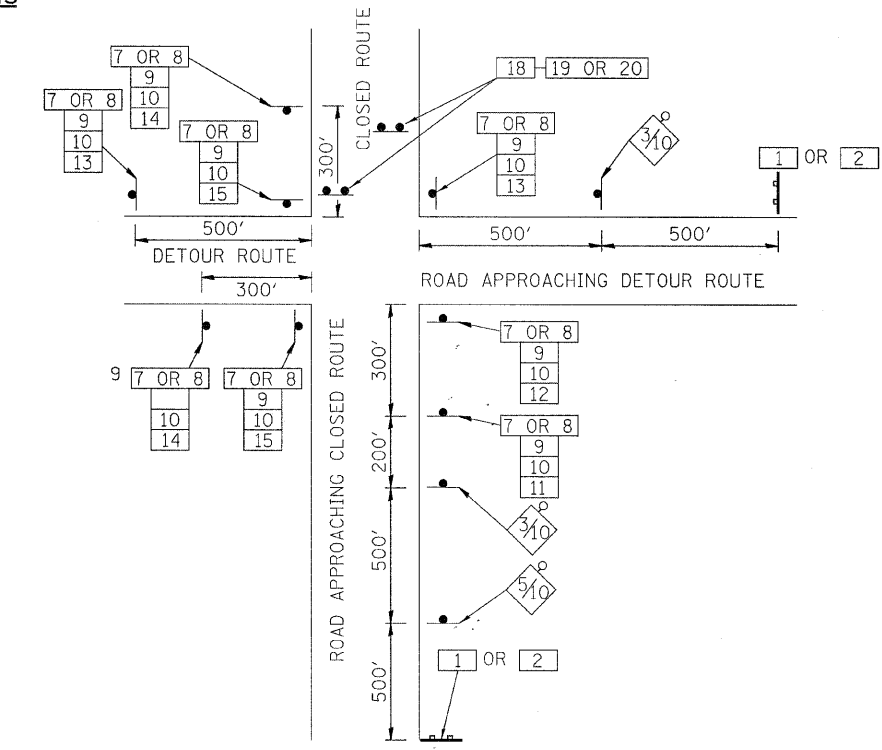 7 OR 8
9
10
14
7 OR 8
9
10
13
7 OR 8
9
10
15
300'
CLOSED ROUTE
18 19 OR 20
7 OR 8
9
10
13
3/10
1 OR 2
500'
DETOUR ROUTE
300'
500'
500'
ROAD APPROACHING DETOUR ROUTE
9 7 OR 8
10
14
7 OR 8
9
10
15
ROAD APPROACHING CLOSED ROUTE
300'
200'
500'
500'
7 OR 8
9
10
12
7 OR 8
9
10
11
3/10
5/10
1 OR 2